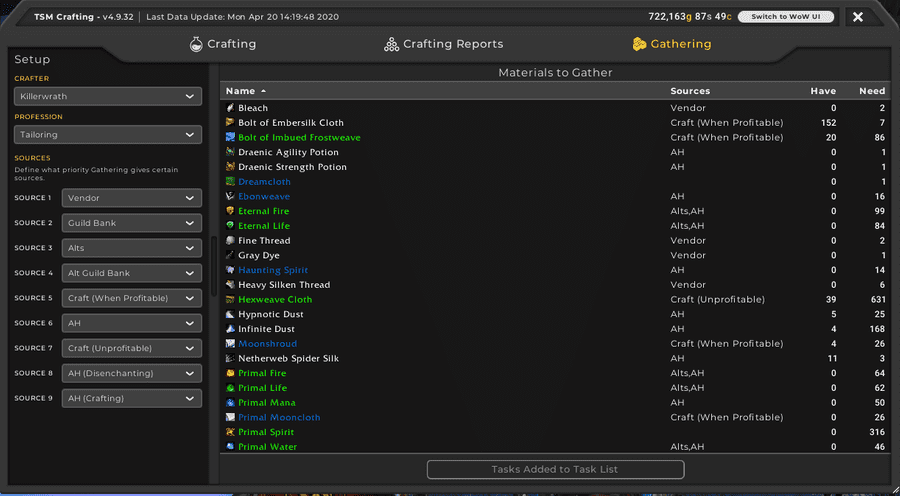 TSM Crafting - v4.9.32 Last Data Update: Mon Apr 20 14:19:48 2020 722,163g 87s 49c Switch to WoW UI
Crafting Crafting Reports Gathering
Setup
CRAFTER
Killerwrath
PROFESSION
Tailoring
SOURCES
Define what priority Gathering gives certain
sources.
SOURCE 1 Vendor
SOURCE 2 Guild Bank
SOURCE 3 Alts
SOURCE 4 Alt Guild Bank
SOURCE 5 Craft (When Profitable)
SOURCE 6 AH
SOURCE 7 Craft (Unprofitable)
SOURCE 8 AH (Disenchanting)
SOURCE 9 AH (Crafting)
Materials to Gather
Name Sources Have Need
Bleach Vendor 0 2
Bolt of Embersilk Cloth Craft (When Profitable) 152 7
Bolt of Imbued Frostweave Craft (When Profitable) 20 86
Draenic Agility Potion AH 0 1
Draenic Strength Potion AH 0 1
Dreamcloth 0 1
Ebonweave AH 0 16
Eternal Fire Alts,AH 0 99
Eternal Life Alts,AH 0 84
Fine Thread Vendor 0 2
Gray Dye Vendor 0 1
Haunting Spirit AH 0 14
Heavy Silken Thread Vendor 0 6
Hexweave Cloth Craft (Unprofitable) 39 631
Hypnotic Dust AH 5 25
Infinite Dust AH 4 168
Moonshroud Craft (When Profitable) 4 26
Netherweb Spider Silk AH 11 3
Primal Fire Alts,AH 0 64
Primal Life Alts,AH 0 62
Primal Mana AH 0 50
Primal Mooncloth Craft (When Profitable) 0 26
Primal Spirit 0 316
Primal Water Alts,AH 0 46
Tasks Added to Task List